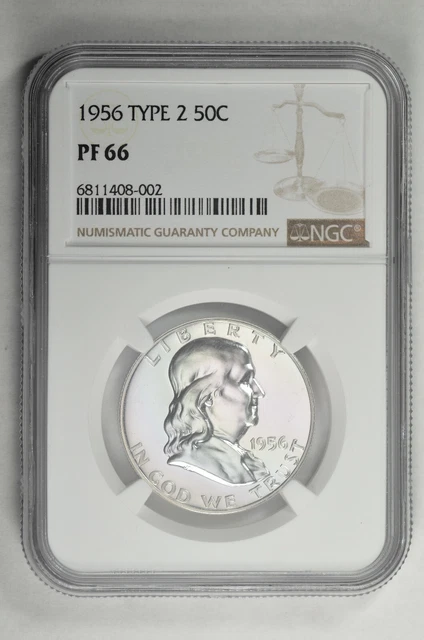 1956 TYPE 2 50C
PF 66
6811408-002
NUMISMATIC GUARANTY COMPANY
NGC®
LIBERTY
1956
IN GOD WE TRUST